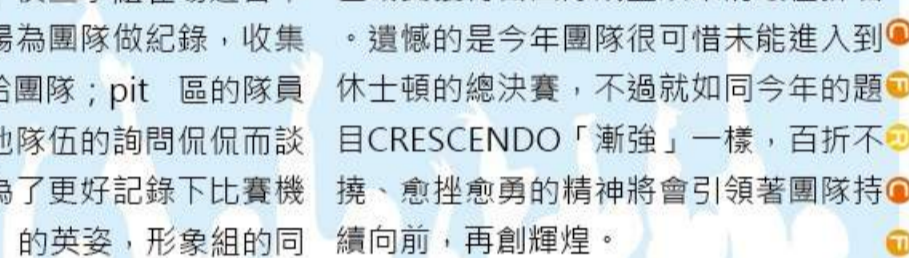 場為團隊做紀錄，收集
給團隊；pit 區的隊員
他隊伍的詢問侃侃而談
為了更好記錄下比賽機
的英姿，形象組的同
。遺憾的是今年團隊很可惜未能進入到
休士頓的總決賽，不過就如同今年的題
目CRESCENDO「漸強」一樣，百折不
撓、愈挫愈勇的精神將會引領著團隊持
續向前，再創輝煌。